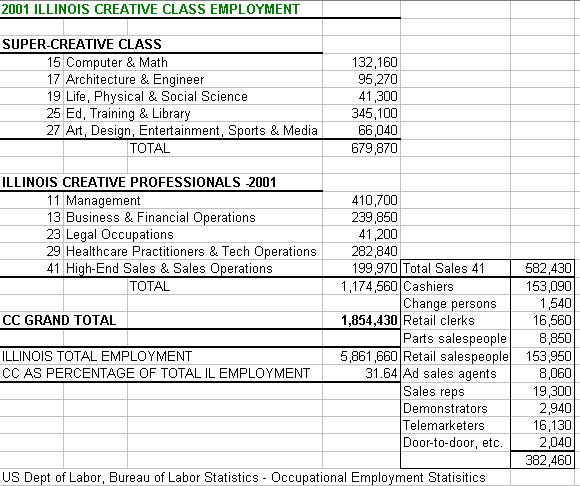 2001 ILLINOIS CREATIVE CLASS EMPLOYMENT
SUPER-CREATIVE CLASS
15 Computer & Math 132,160
17 Architecture & Engineer 95,270
19 Life, Physical & Social Science 41,300
25 Ed, Training & Library 345,100
27 Art, Design, Entertainment, Sports & Media 66,040
TOTAL 679,870
ILLINOIS CREATIVE PROFESSIONALS -2001
11 Management 410,700
13 Business & Financial Operations 239,850
23 Legal Occupations 41,200
29 Healthcare Practitioners & Tech Operations 282,840
41 High-End Sales & Sales Operations 199,970 Total Sales 41 582,430
TOTAL 1,174,560 Cashiers 153,090
Change persons 1,540
CC GRAND TOTAL 1,854,430 Retail clerks 16,560
Parts salespeople 8,850
ILLINOIS TOTAL EMPLOYMENT 5,861,660 Retail salespeople 153,950
CC AS PERCENTAGE OF TOTAL IL EMPLOYMENT 31.64 Ad sales agents 8,060
Sales reps 19,300
Demonstrators 2,940
Telemarketers 16,130
Door-to-door, etc. 2,040
382,460
US Dept of Labor, Bureau of Labor Statistics - Occupational Employment Statisitics